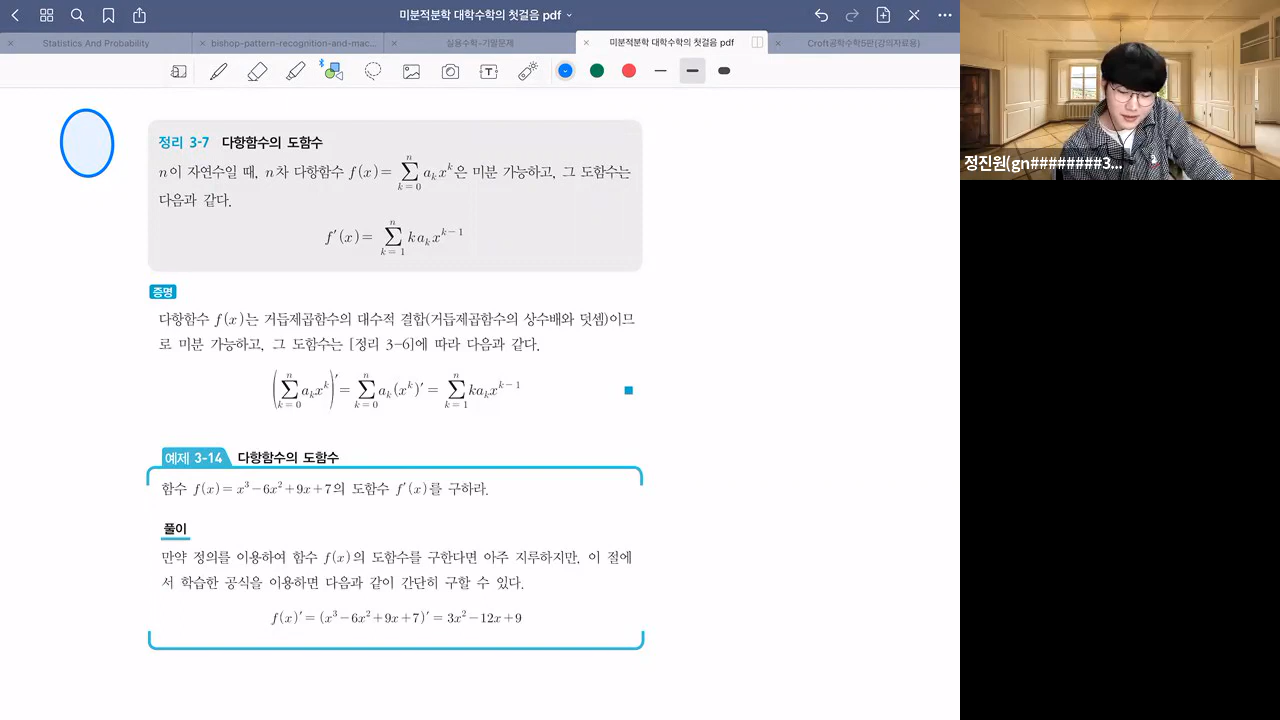 미분적분학 대학수학의 첫걸음 pdf
Statistics And Probability
bishop-pattern-recognition-and-mac...
실용수학-기말문제
미분적분학 대학수학의 첫걸음 pdf
Croft공학수학5판(강의자료용)
정진원(gn########3...
정리 3-7 다항함수의 도함수
n이 자연수일 때, n차 다항함수 f(x) = ∑_{k=0}^{n} a_k x^k은 미분 가능하고, 그 도함수는
다음과 같다.
f′(x) = ∑_{k=1}^{n} k a_k x^{k-1}
증명
다항함수 f(x)는 거듭제곱함수의 대수적 결합(거듭제곱함수의 상수배와 덧셈)이므
로 미분 가능하고, 그 도함수는 [정리 3-6]에 따라 다음과 같다.
(∑_{k=0}^{n} a_k x^k)′ = ∑_{k=0}^{n} a_k (x^k)′ = ∑_{k=1}^{n} k a_k x^{k-1}
예제 3-14 다항함수의 도함수
함수 f(x) = x³ − 6x² + 9x + 7의 도함수 f′(x)를 구하라.
풀이
만약 정의를 이용하여 함수 f(x)의 도함수를 구한다면 아주 지루하지만, 이 절에
서 학습한 공식을 이용하면 다음과 같이 간단히 구할 수 있다.
f(x)′ = (x³ − 6x² + 9x + 7)′ = 3x² − 12x + 9